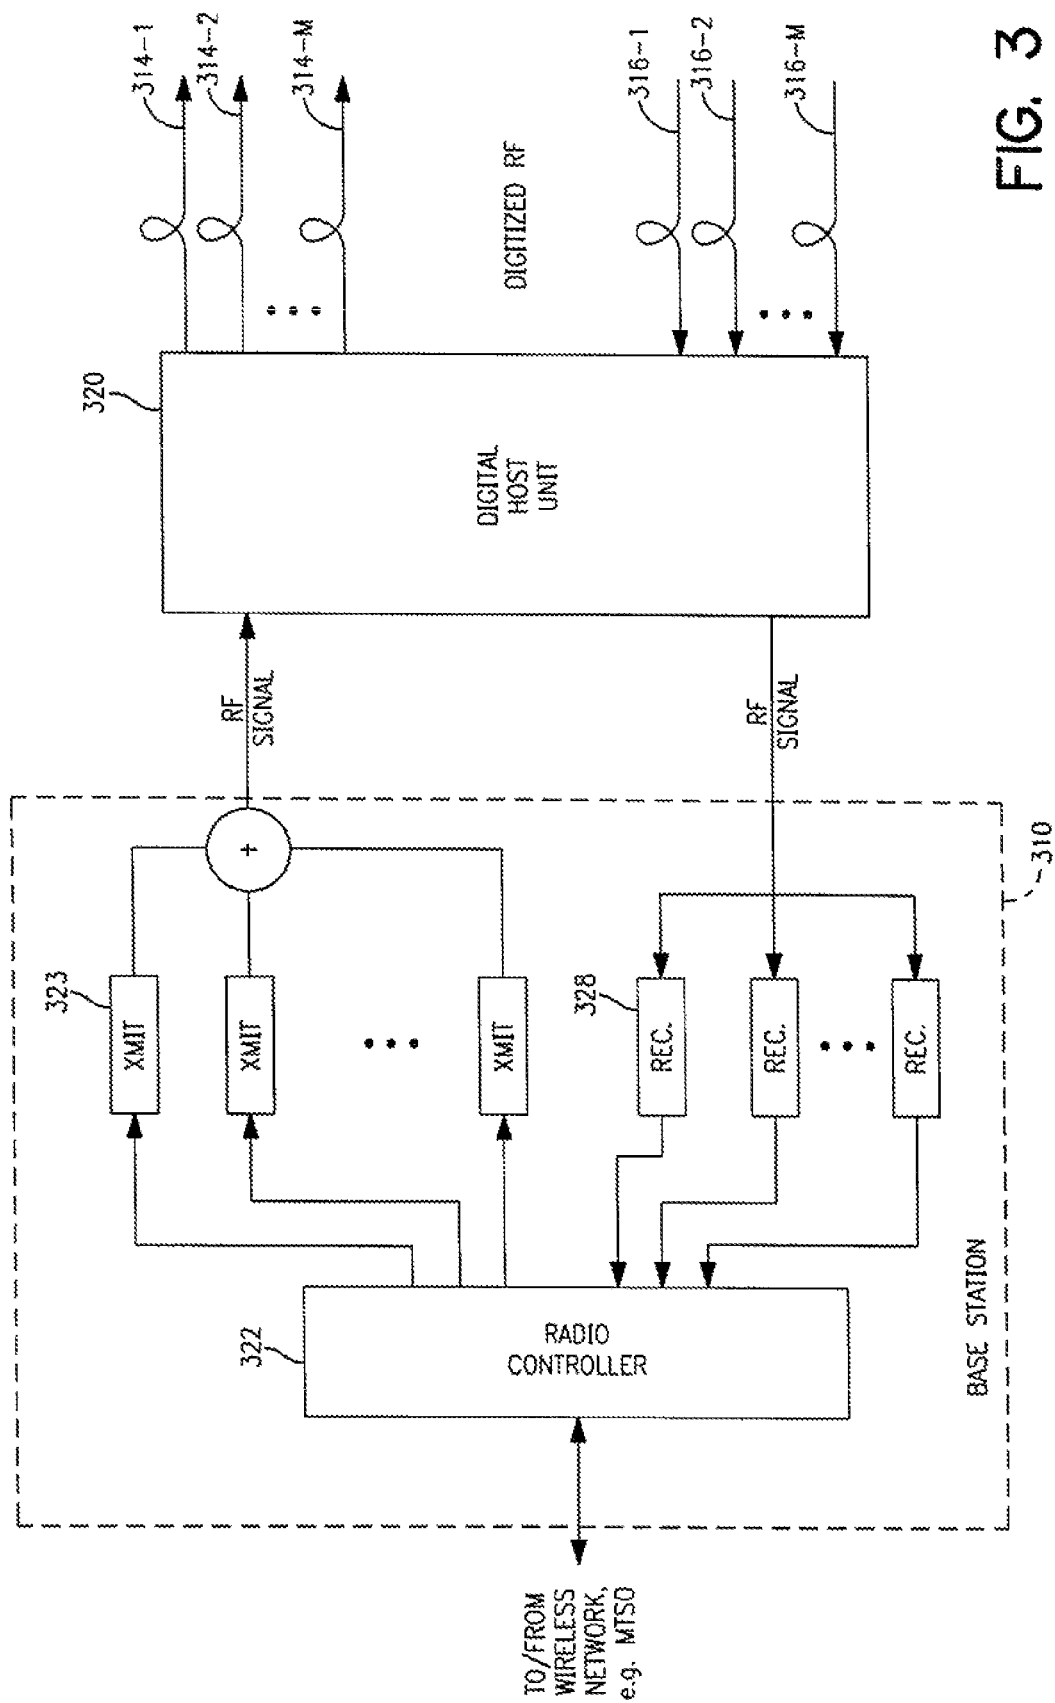 TO/FROM
WIRELESS
NETWORK,
e.g. MTSO
322
RADIO
CONTROLLER
BASE STATION
310
323
XMIT
XMIT
XMIT
328
REC.
REC.
REC.
+
RF
SIGNAL
RF
SIGNAL
320
DIGITAL
HOST
UNIT
314-1
314-2
314-M
DIGITIZED RF
316-1
316-2
316-M
FIG. 3